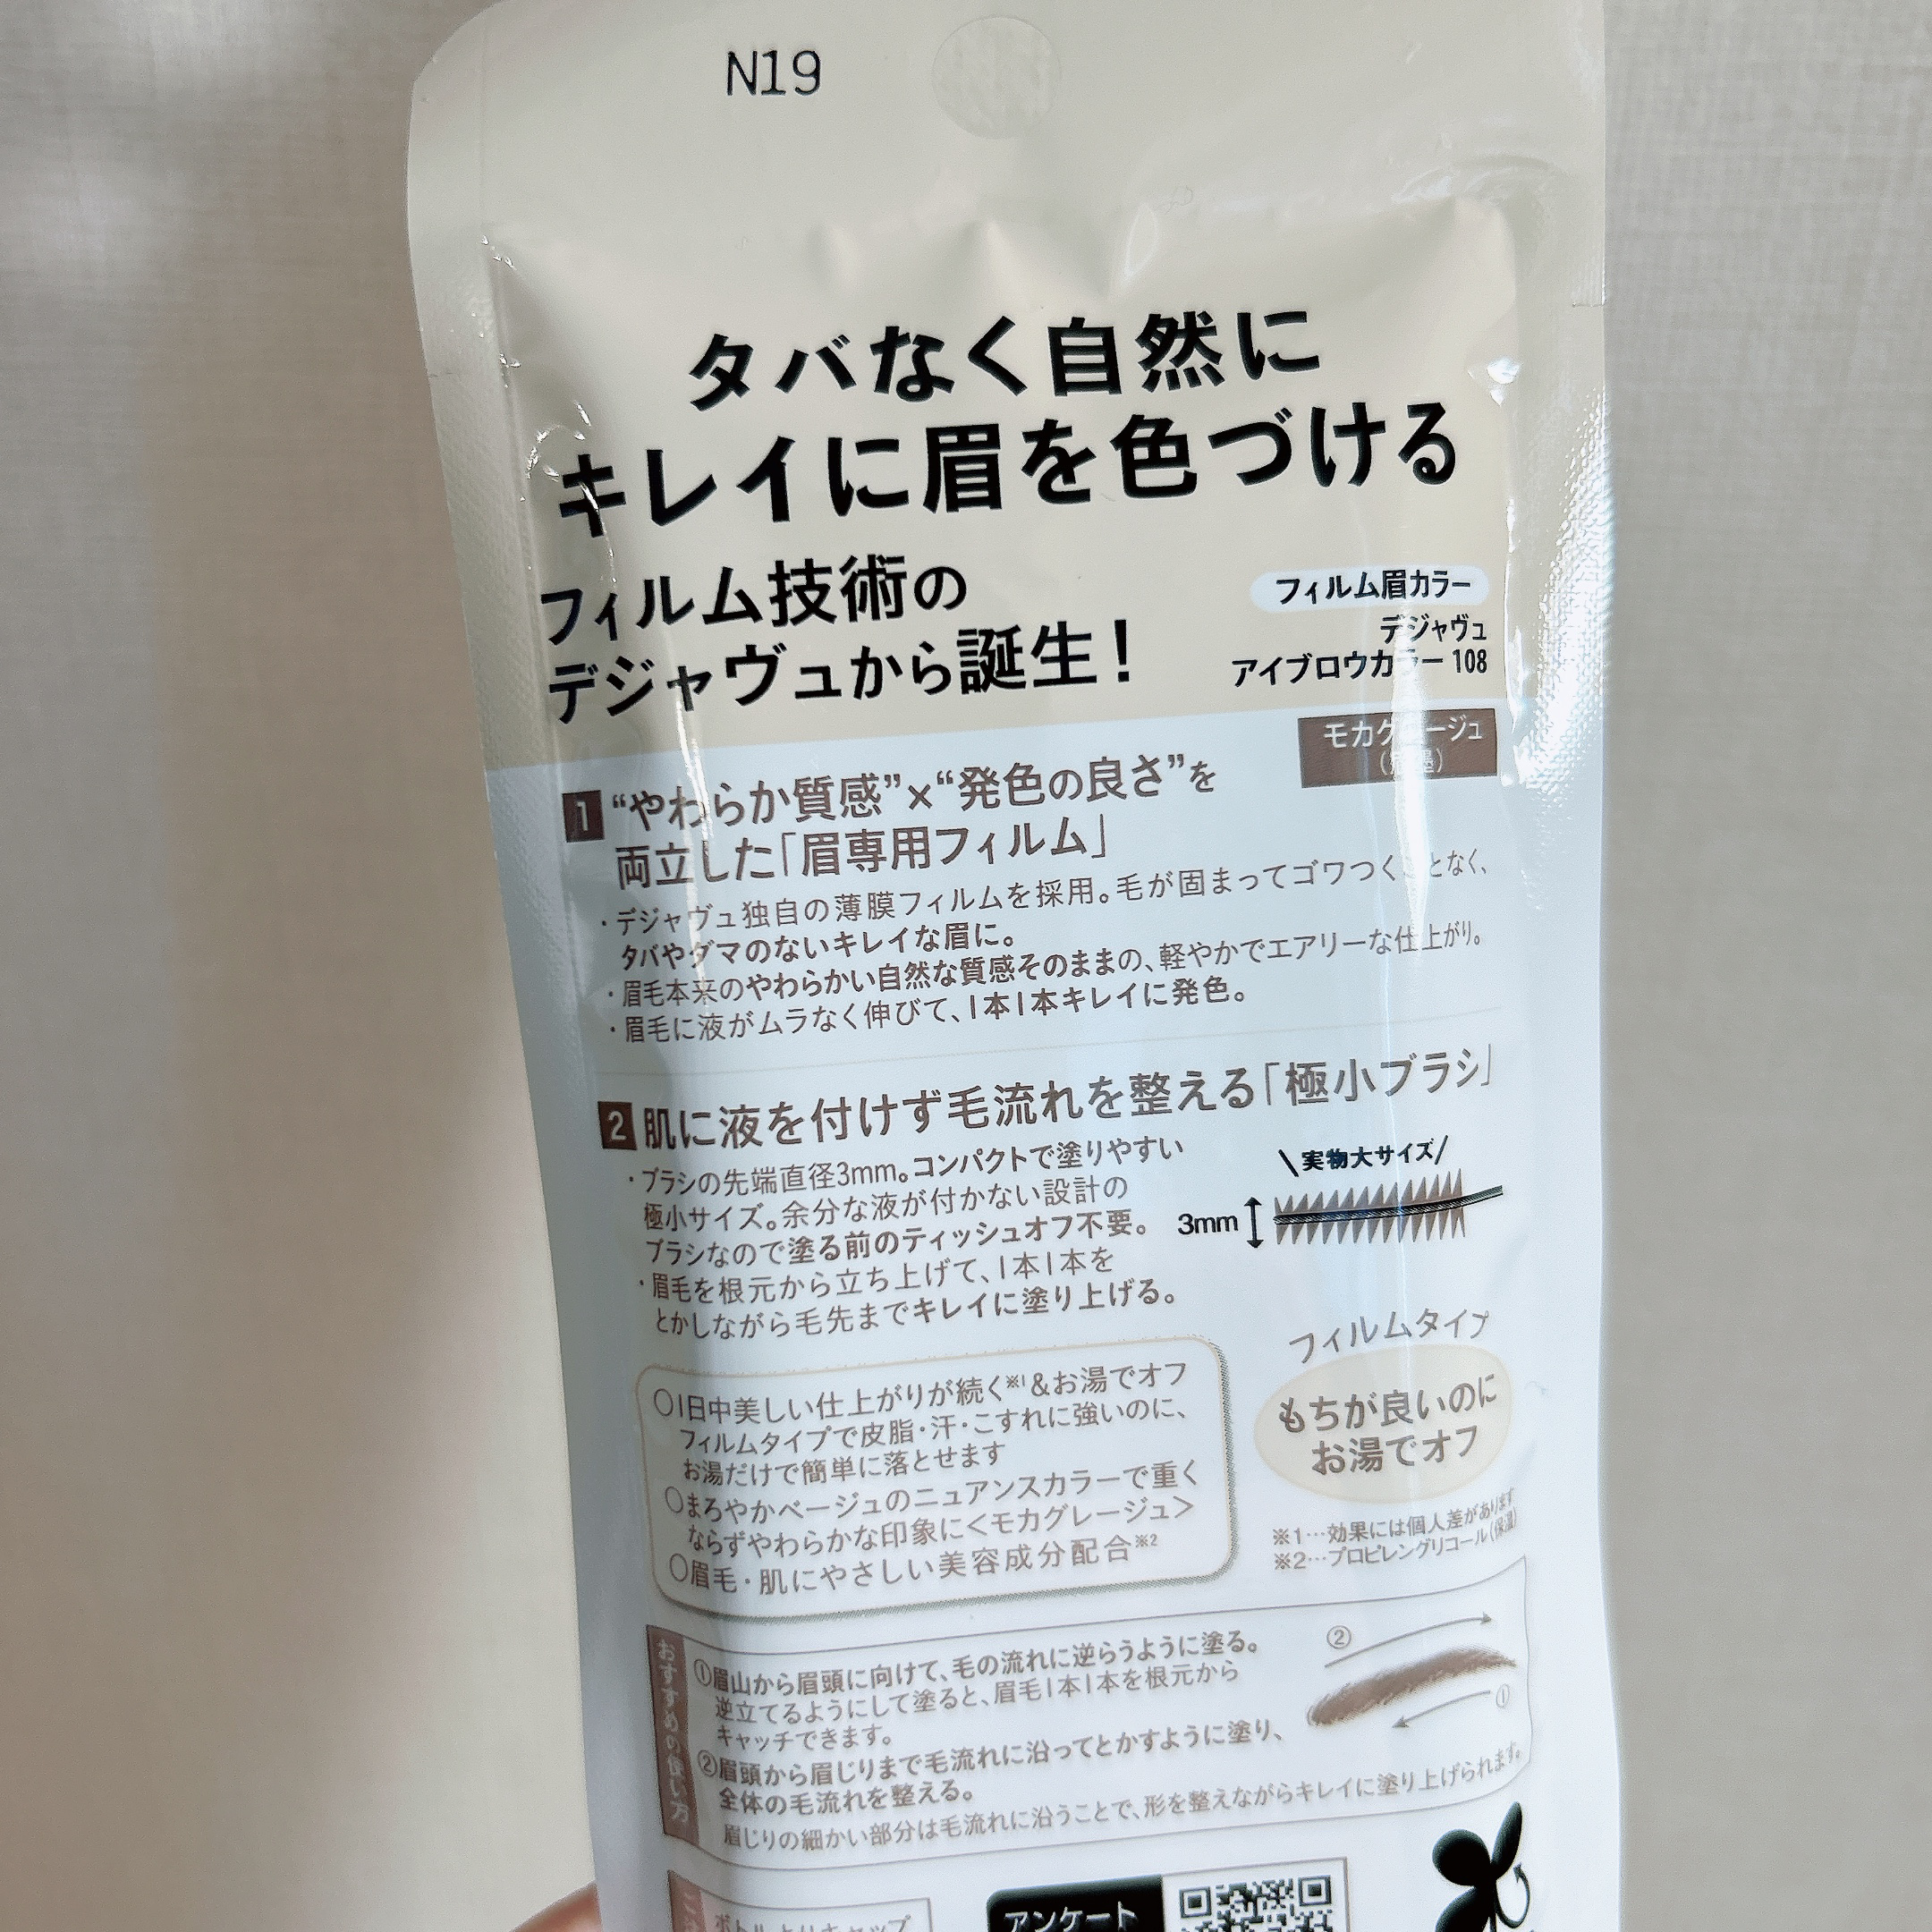 N19
タバなく自然に
キレイに眉を色づける
フィルム技術の
デジャヴュから誕生!
フィルム眉カラー
デジャヴュ
アイブロウカラー 108
モカグレージュ
1 “やわらか質感”×“発色の良さ”を
両立した「眉専用フィルム」
・デジャヴュ独自の薄膜フィルムを採用。毛が固まってゴワつくことなく、
タバやダマのないキレイな眉に。
・眉毛本来のやわらかい自然な質感そのままの、軽やかでエアリーな仕上がり。
・眉毛に液がムラなく伸びて、1本1本キレイに発色。
2 肌に液を付けず毛流れを整える「極小ブラシ」
・ブラシの先端直径3mm。コンパクトで塗りやすい
極小サイズ。余分な液が付かない設計の
ブラシなので塗る前のティッシュオフ不要。
・眉毛を根元から立ち上げて、1本1本を
とかしながら毛先までキレイに塗り上げる。
\実物大サイズ/
3mm
○1日中美しい仕上がりが続く※1&お湯でオフ
フィルムタイプで皮脂・汗・こすれに強いのに、
お湯だけで簡単に落とせます
○まろやかベージュのニュアンスカラーで重く
ならずやわらかな印象に<モカグレージュ>
○眉毛・肌にやさしい美容成分配合※2
フィルムタイプ
もちが良いのに
お湯でオフ
※1…効果には個人差があります
※2…プロピレングリコール(保湿)
おすすめの使い方
①眉山から眉頭に向けて、毛の流れに逆らうように塗る。
逆立てるようにして塗ると、眉毛1本1本を根元から
キャッチできます。
②眉頭から眉じりまで毛流れに沿ってとかすように塗り、
全体の毛流れを整える。
眉じりの細かい部分は毛流れに沿うことで、形を整えながらキレイに塗り上げられます。
②
①
アンケート
ボトルよりキャップ